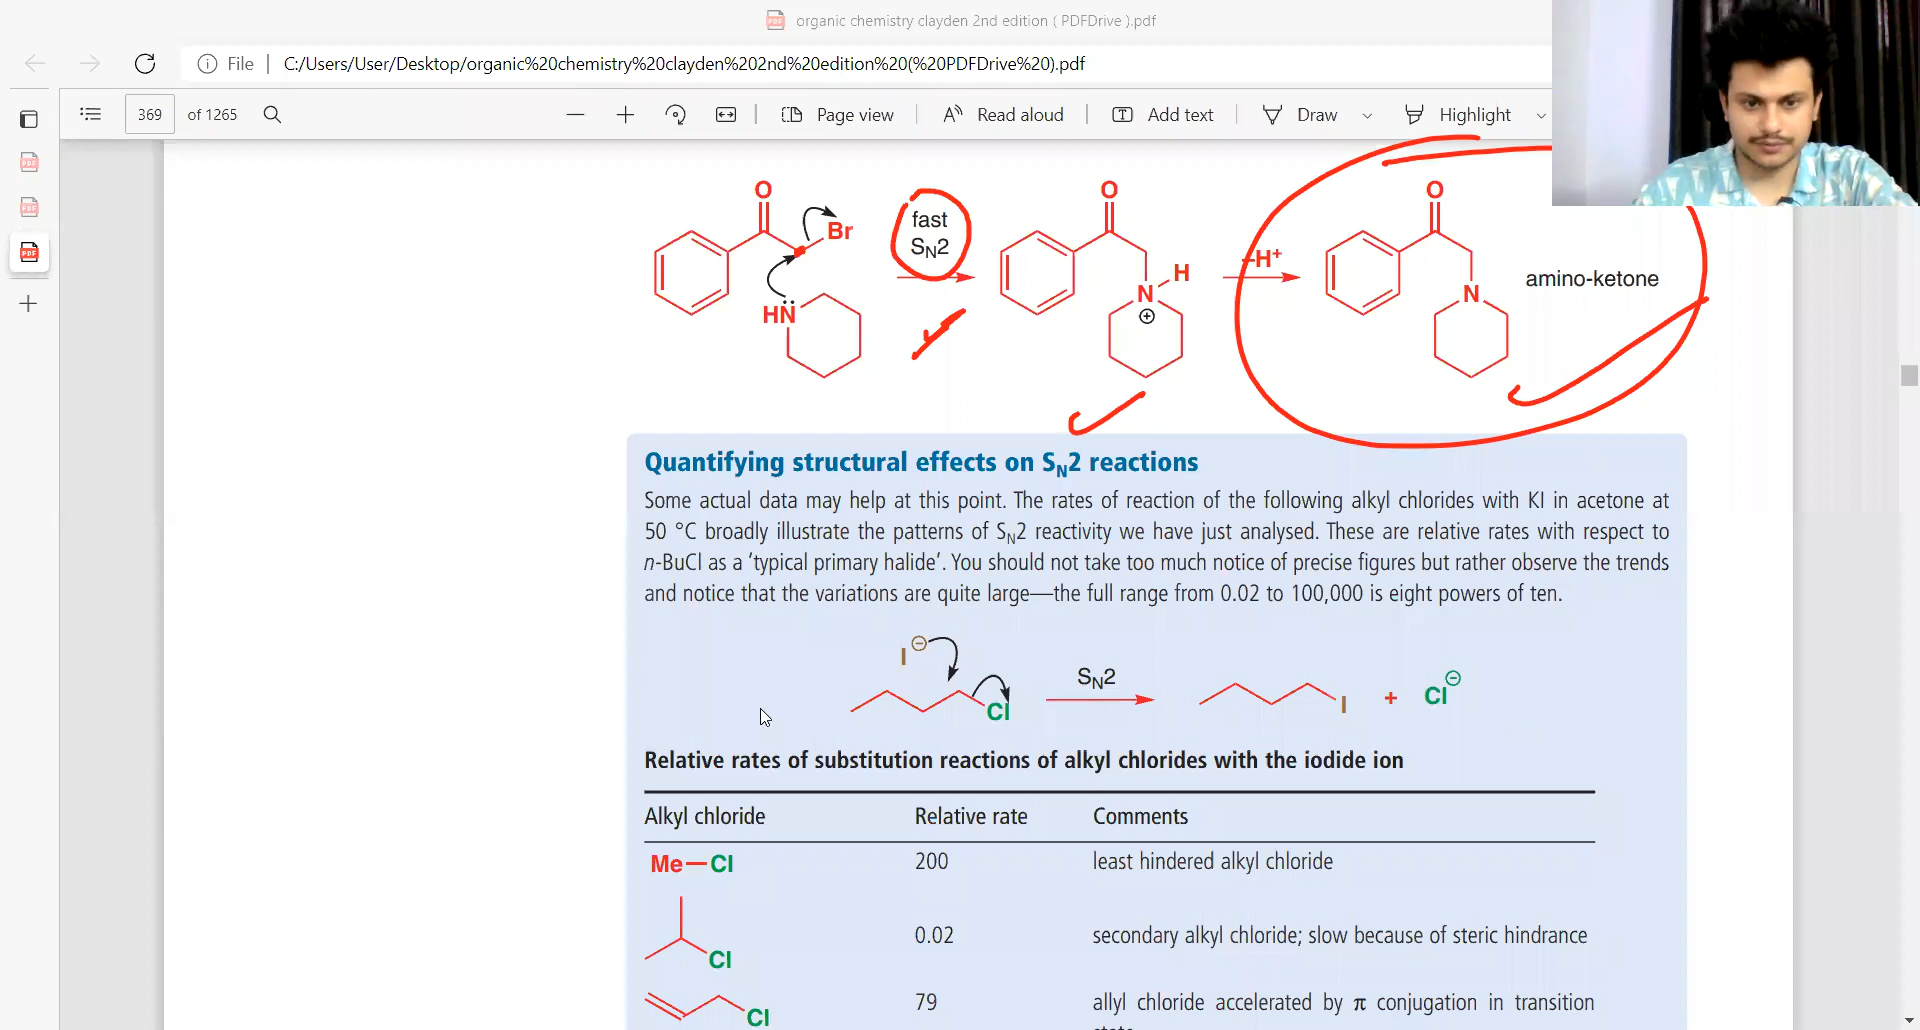 organic chemistry clayden 2nd edition ( PDFDrive ).pdf
File | C:/Users/User/Desktop/organic%20chemistry%20clayden%202nd%20edition%20(%20PDFDrive%20).pdf
369 of 1265 Page view Read aloud Add text Draw Highlight
O Br HN
fast
SN2
O H N ⊕
–H+
O N
amino-ketone
Quantifying structural effects on SN2 reactions
Some actual data may help at this point. The rates of reaction of the following alkyl chlorides with KI in acetone at
50 °C broadly illustrate the patterns of SN2 reactivity we have just analysed. These are relative rates with respect to
n-BuCl as a ‘typical primary halide’. You should not take too much notice of precise figures but rather observe the trends
and notice that the variations are quite large—the full range from 0.02 to 100,000 is eight powers of ten.
I ⊖ Cl SN2 I + Cl ⊖
Relative rates of substitution reactions of alkyl chlorides with the iodide ion
Alkyl chloride Relative rate Comments
Me—Cl 200 least hindered alkyl chloride
Cl 0.02 secondary alkyl chloride; slow because of steric hindrance
Cl 79 allyl chloride accelerated by π conjugation in transition